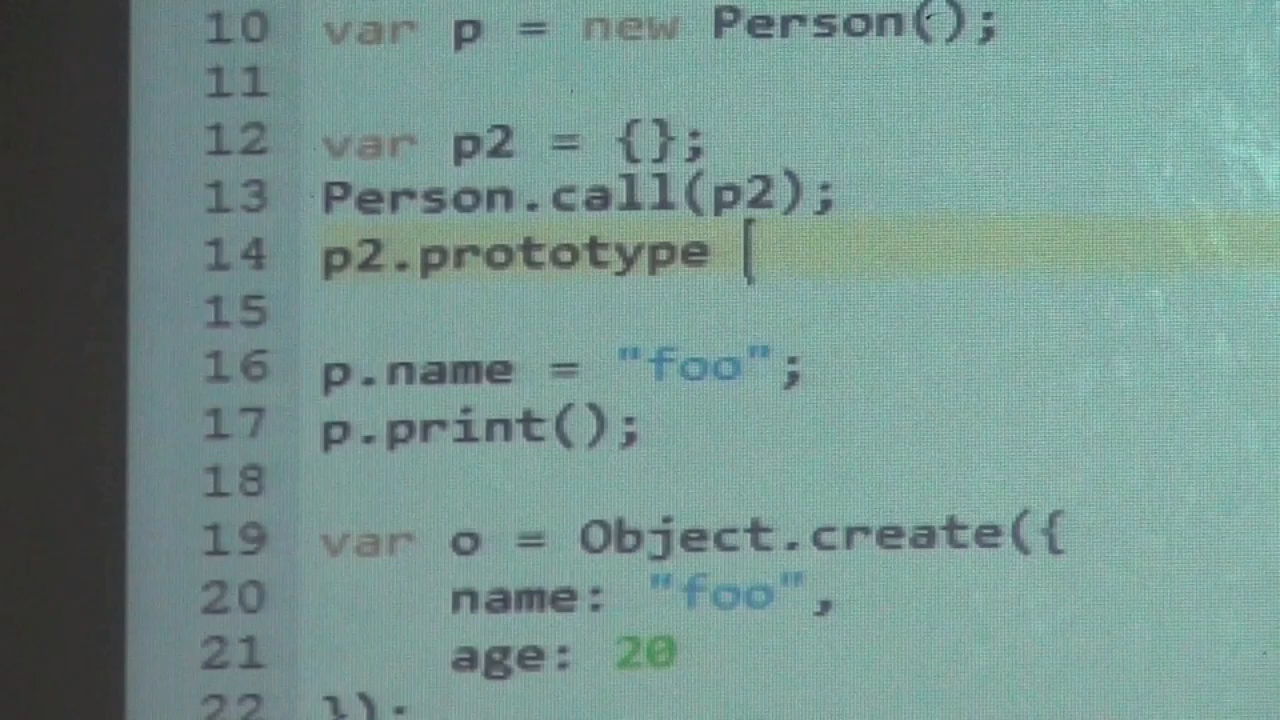 10 var p = new Person();
11
12 var p2 = {};
13 Person.call(p2);
14 p2.prototype
15
16 p.name = "foo";
17 p.print();
18
19 var o = Object.create({
20 name: "foo",
21 age: 20
22 });